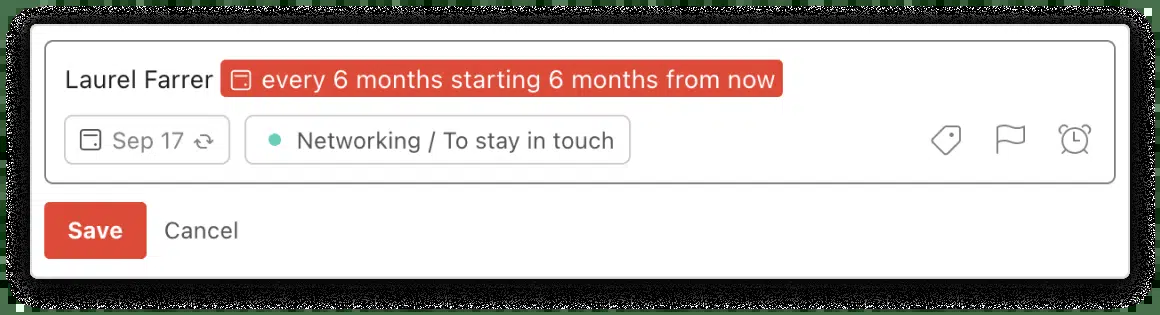 Laurel Farrer every 6 months starting 6 months from now
Sep 17 Networking / To stay in touch
Save Cancel